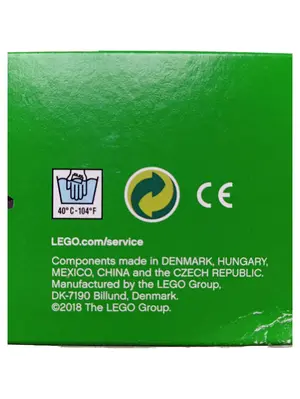 40°C-104°F
CE
LEGO.com/service
Components made in DENMARK, HUNGARY,
MEXICO, CHINA and the CZECH REPUBLIC.
Manufactured by the LEGO Group,
DK-7190 Billund, Denmark.
©2018 The LEGO Group.